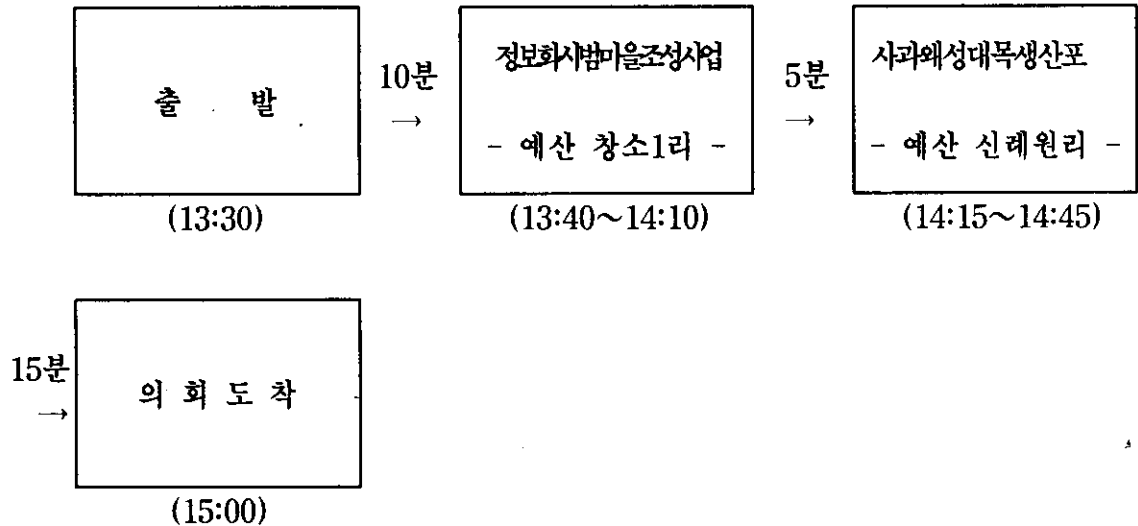 출 발
(13:30)
10분
→
정보화시범마을조성사업
- 예산 창소1리 -
(13:40~14:10)
5분
→
사과왜성대목생산포
- 예산 신례원리 -
(14:15~14:45)
15분
→
의 회 도 착
(15:00)